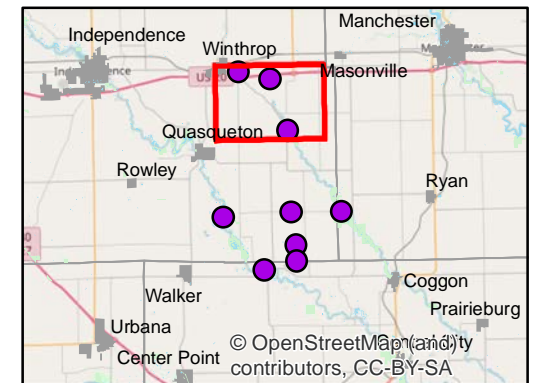 Manchester
Independence
Winthrop
Masonville
Quasqueton
Rowley
Ryan
Coggon
Walker
Prairieburg
Urbana
© OpenStreetMap (and)
Center Point
contributors, CC-BY-SA